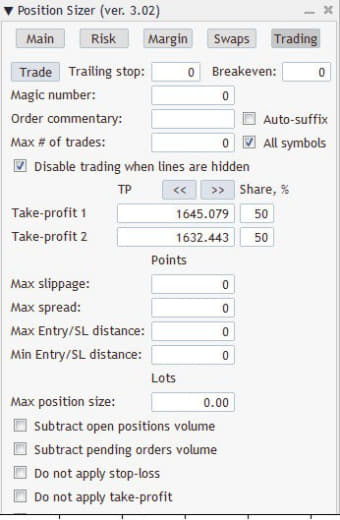 Position Sizer (ver. 3.02)
Main Risk Margin Swaps Trading
Trade Trailing stop: 0 Breakeven: 0
Magic number: 0
Order commentary: Auto-suffix
Max # of trades: 0 All symbols
Disable trading when lines are hidden
TP << >> Share, %
Take-profit 1 1645.079 50
Take-profit 2 1632.443 50
Points
Max slippage: 0
Max spread: 0
Max Entry/SL distance: 0
Min Entry/SL distance: 0
Lots
Max position size: 0.00
Subtract open positions volume
Subtract pending orders volume
Do not apply stop-loss
Do not apply take-profit